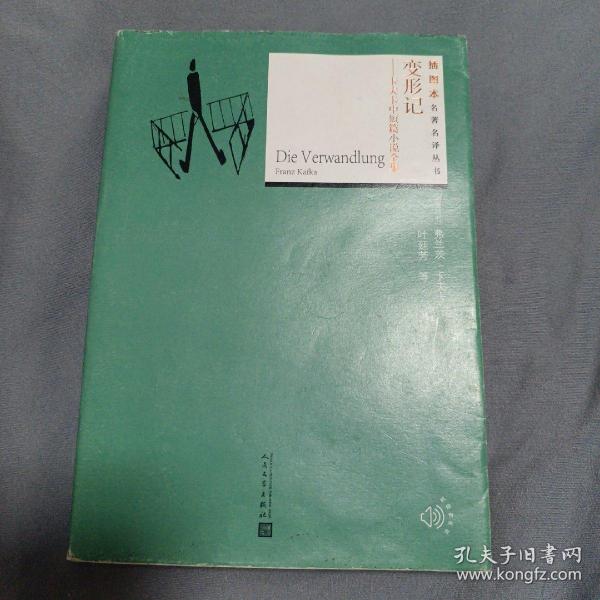 插图本名著名译丛书
变形记
——卡夫卡中短篇小说全集
Die Verwandlung
Franz Kafka
弗兰茨·卡夫卡
叶廷芳 等
人民文学出版社
孔夫子旧书网
www.kongfz.com